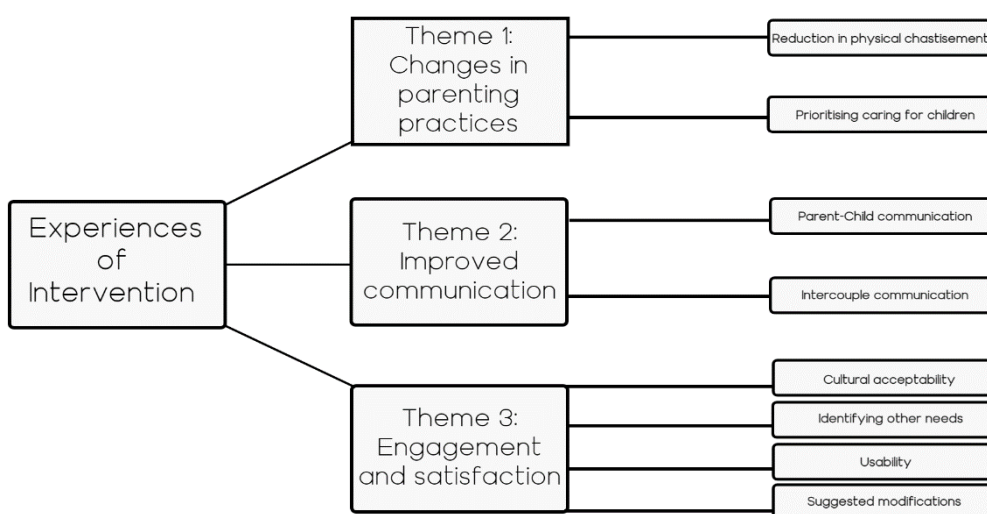 Experiences
of
Intervention
Theme 1:
Changes in
parenting
practices
Reduction in physical chastisement
Prioritising caring for children
Theme 2:
Improved
communication
Parent-Child communication
Intercouple communication
Theme 3:
Engagement
and satisfaction
Cultural acceptability
Identifying other needs
Usability
Suggested modifications